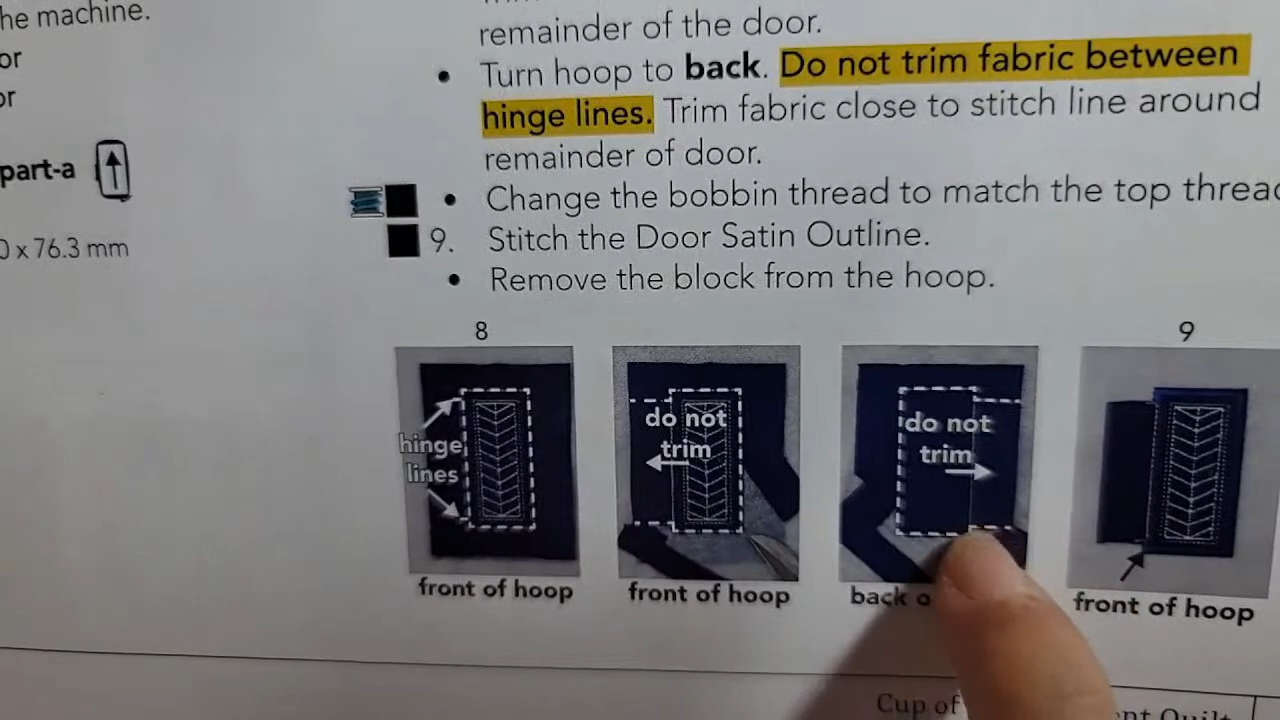 he machine.
or
or
part-a
0 x 76.3 mm
remainder of the door.
• Turn hoop to back. Do not trim fabric between
hinge lines. Trim fabric close to stitch line around
remainder of door.
• Change the bobbin thread to match the top threa
9. Stitch the Door Satin Outline.
• Remove the block from the hoop.
8
9
hinge
lines
do not
trim
do not
trim
front of hoop
front of hoop
back o
front of hoop
Cup of
nt Quilt